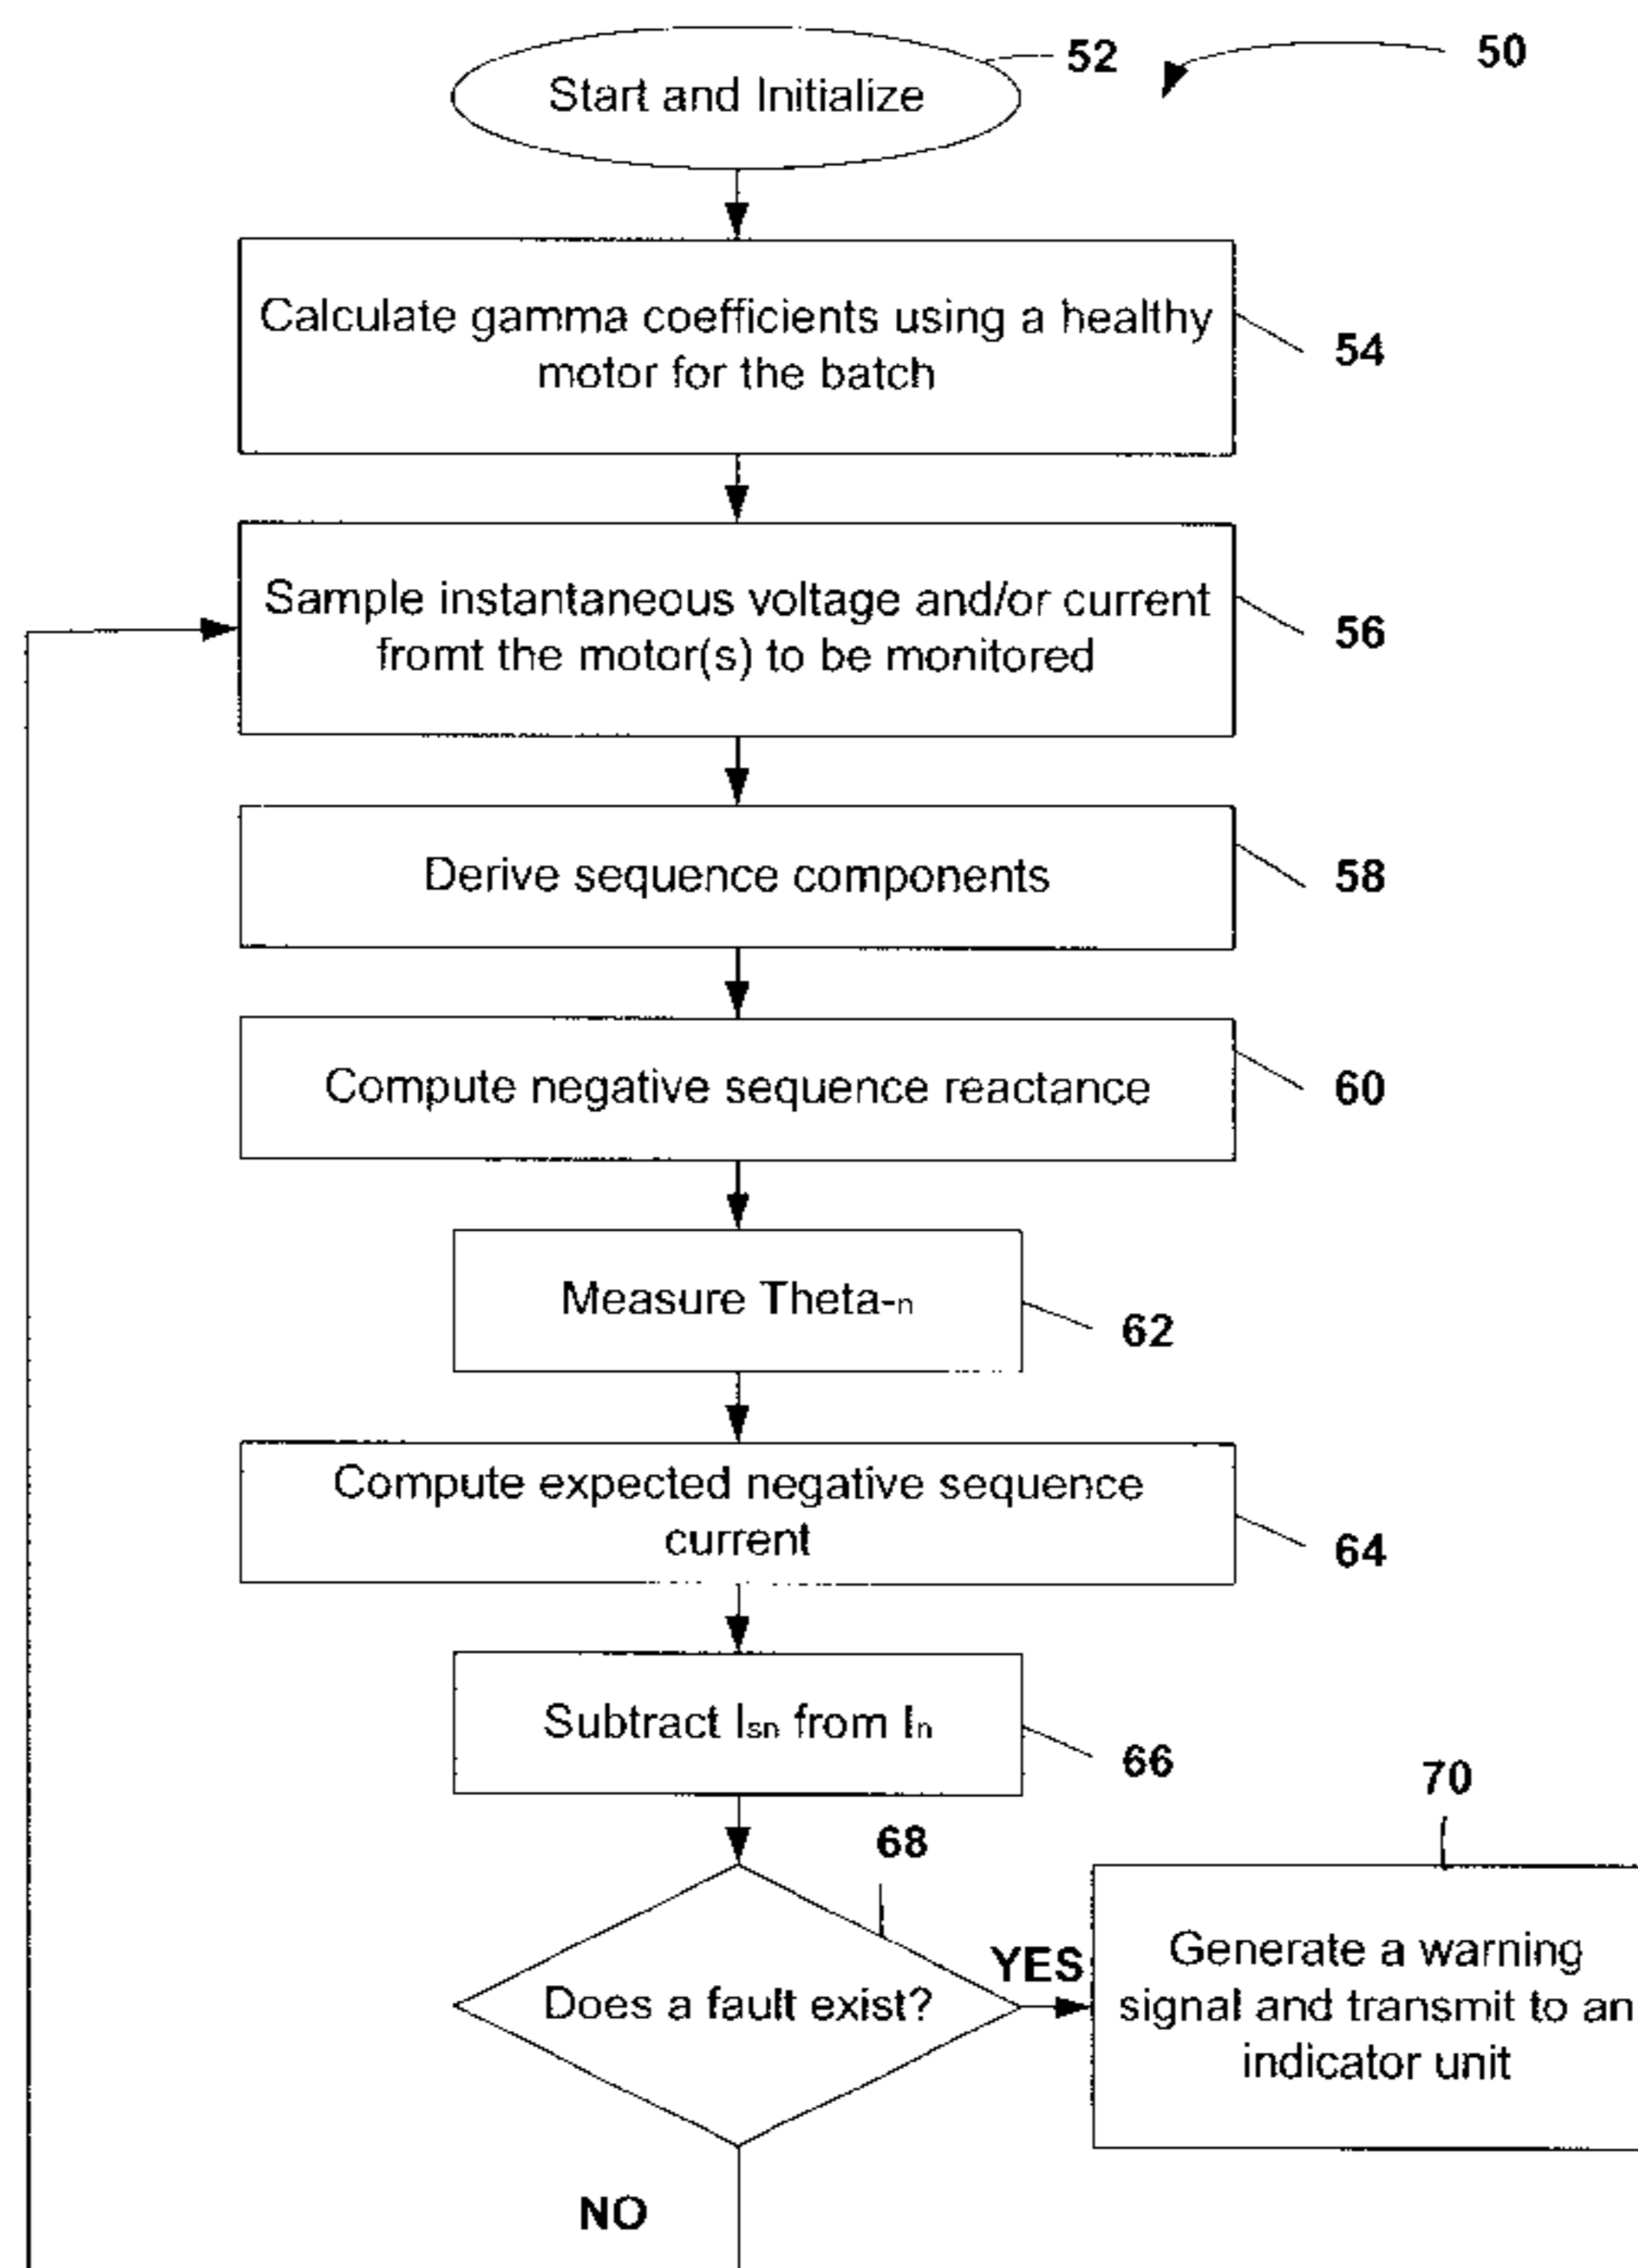 52
50
Start and Initialize
Calculate gamma coefficients using a healthy
motor for the batch
54
Sample instantaneous voltage and/or current
fromt the motor(s) to be monitored
56
Derive sequence components
58
Compute negative sequence reactance
60
Measure Theta-n
62
Compute expected negative sequence
current
64
Subtract Isn from In
66
70
68
YES
Does a fault exist?
Generate a warning
signal and transmit to an
indicator unit
NO